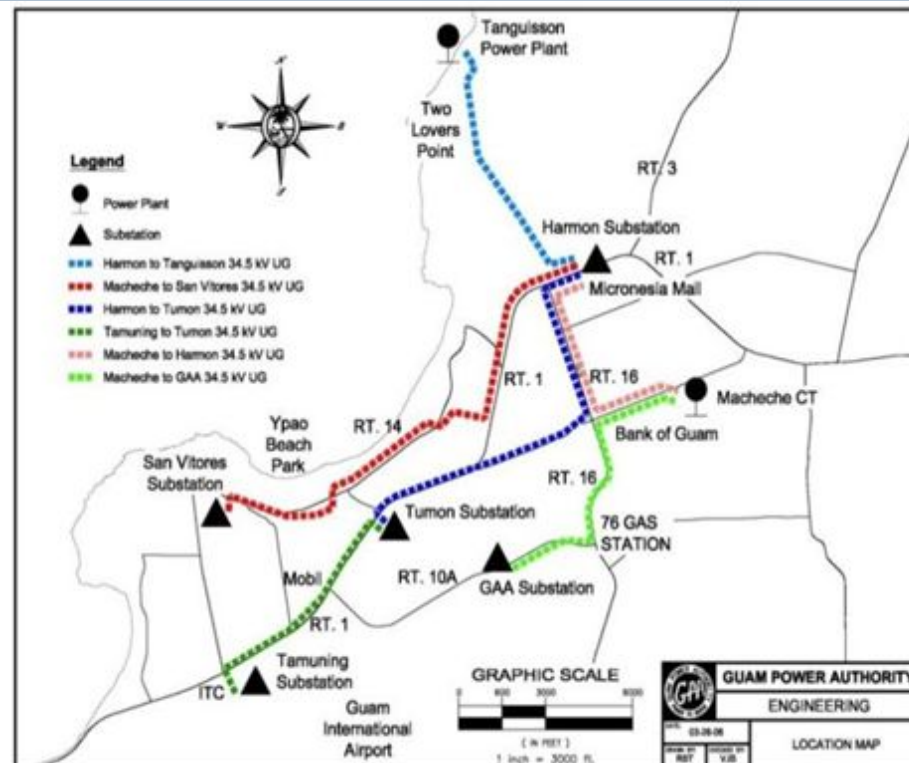 Tanguisson
Power Plant
Two
Lovers
Point
Legend
Power Plant
Substation
Harmon to Tanguisson 34.5 kV UG
Macheche to San Vitores 34.5 kV UG
Harmon to Tumon 34.5 kV UG
Tamuning to Tumon 34.5 kV UG
Macheche to Harmon 34.5 kV UG
Macheche to GAA 34.5 kV UG
RT. 3
Harmon Substation
RT. 1
Micronesia Mall
RT. 1
RT. 16
Macheche CT
Bank of Guam
RT. 14
Ypao
Beach
Park
San Vitores
Substation
RT. 16
Tumon Substation
76 GAS
STATION
Mobil
RT. 10A
GAA Substation
RT. 1
Tamuning
Substation
ITC
Guam
International
Airport
GRAPHIC SCALE
0 3000 6000
( IN FEET )
1 inch = 3000 ft.
GUAM POWER AUTHORITY
ENGINEERING
LOCATION MAP